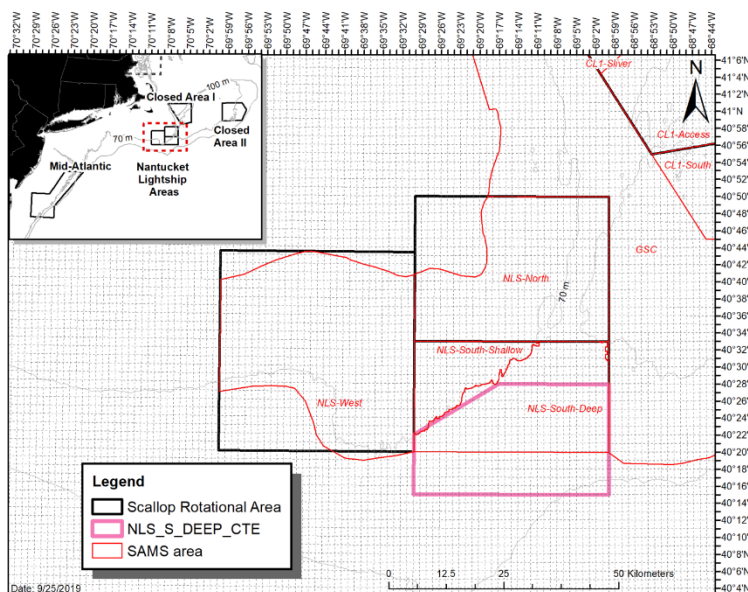 70°32'W
70°29'W
70°26'W
70°23'W
70°20'W
70°17'W
70°14'W
70°11'W
70°8'W
70°5'W
70°2'W
69°59'W
69°56'W
69°53'W
69°50'W
69°47'W
69°44'W
69°41'W
69°38'W
69°35'W
69°32'W
69°29'W
69°26'W
69°23'W
69°20'W
69°17'W
69°14'W
69°11'W
69°8'W
69°5'W
69°2'W
68°59'W
68°56'W
68°53'W
68°50'W
68°47'W
68°44'W
41°6'N
41°4'N
41°2'N
41°0'N
40°58'N
40°56'N
40°54'N
40°52'N
40°50'N
40°48'N
40°46'N
40°44'N
40°42'N
40°40'N
40°38'N
40°36'N
40°34'N
40°32'N
40°30'N
40°28'N
40°26'N
40°24'N
40°22'N
40°20'N
40°18'N
40°16'N
40°14'N
40°12'N
40°10'N
40°8'N
40°6'N
40°4'N
100 m
Closed Area I
70 m
Closed
Area II
Mid-Atlantic
Nantucket
Lightship
Areas
N
CL1-Sliver
CL1-Access
CL1-South
GSC
NLS-North
70 m
NLS-South-Shallow
NLS-West
NLS-South-Deep
Legend
Scallop Rotational Area
NLS_S_DEEP_CTE
SAMS area
0 12.5 25 50 Kilometers
Date: 9/25/2019